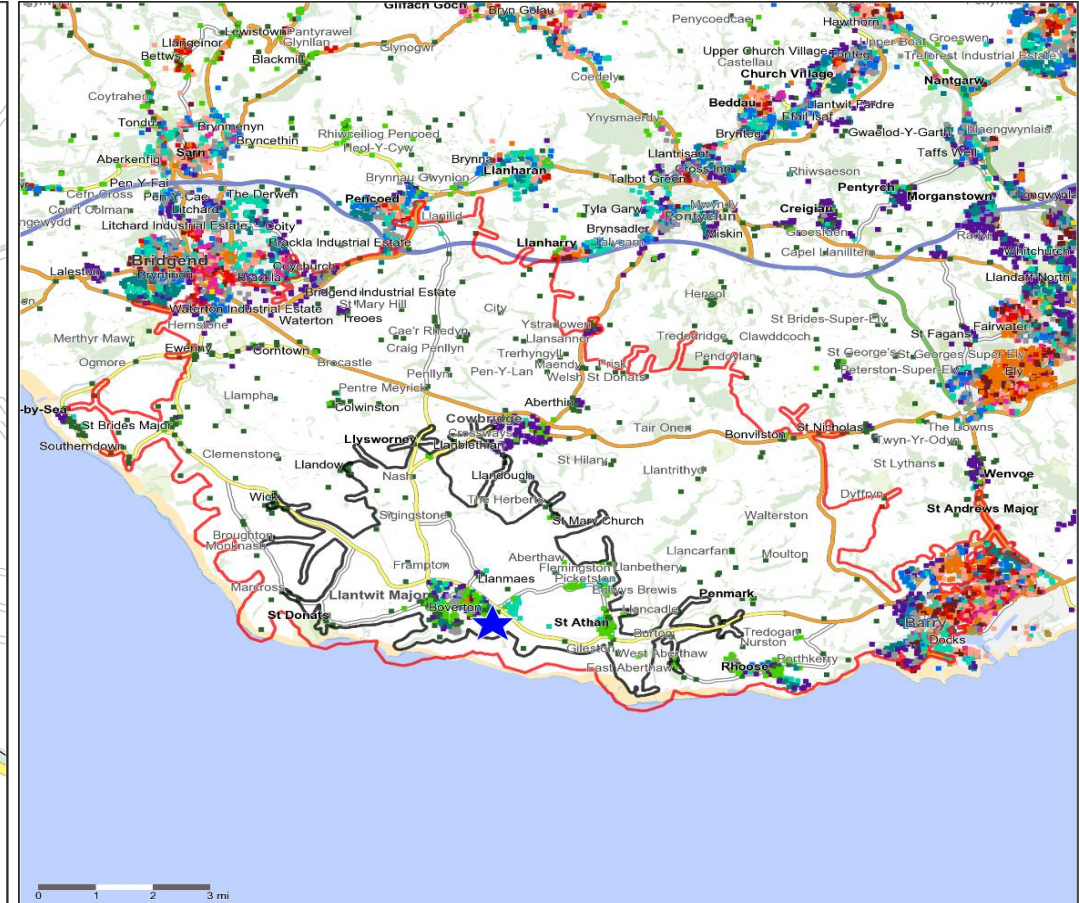 Gilfach Goch
Bryn Golau
Penycoedcae
Hawthorn
Lewistown
Pantyrawel
Glynllan
Llangeinor
Bettws
Blackmill
Glynogwr
Upper Church Village
Castellau
Church Village
Upper Boat
Groeswen
Treforest Industrial Estate
Nantgarw
Coedely
Coytrahen
Beddau
Llantwit Fardre
Efail Isaf
Ynysmaerdy
Brynteg
Gwaelod-Y-Garth
Taffs Well
Tondu
Brynmenyn
Bryncethin
Rhiwceiliog
Pencoed
Heol-Y-Cyw
Sarn
Aberkenfig
Brynna
Llanharan
Brynnau Gwynion
Llantrisant
Cross Inn
Talbot Green
Rhiwsaeson
Pentyrch
Morganstown
Tongwynlais
Pen-Y-Fai
Cefn Cross
Court Colman
Pen-Y-Cae
The Derwen
Litchard
Litchard Industrial Estate
Coity
Pencoed
Llanilid
Tyla Garw
Pontyclun
Brynsadler
Talygarn
Miskin
Creigiau
Groesfaen
Capel Llanilltern
Radyr
Whitchurch
Llandaff North
Brackla Industrial Estate
Llanharry
Bridgend
Bryntirion
Brackla
Coychurch
Laleston
Bridgend Industrial Estate
St Mary Hill
Treoes
Waterton Industrial Estate
Waterton
Hernstone
City
Hensol
Merthyr Mawr
Ogmore
Ewenny
Corntown
Brocastle
Cae'r Rhedyn
Craig Penllyn
Penllyn
Ystradowen
Llansannor
Trerhyngyll
Maendy
Pen-Y-Lan
Welsh St Donats
Tredodridge
Pendoylan
Clawddcoch
St Brides-Super-Ely
St Fagans
Fairwater
St George's
St Georges Super Ely
Peterston-Super-Ely
Ely
Pentre Meyrick
Colwinston
Llampha
-by-Sea
St Brides Major
Southerndown
Aberthin
Cowbridge
Crossways
Llanblethian
Tair Onen
Bonvilston
St Nicholas
The Downs
Twyn-Yr-Odyn
Llysworney
Clemenstone
Llandow
Nash
Llandough
St Hilary
Llantrithyd
St Lythans
Wenvoe
The Herberts
Dyffryn
St Andrews Major
Wick
Sigingstone
St Mary Church
Walterston
Broughton
Monknash
Llancarfan
Moulton
Aberthaw
Flemingston
Llanbethery
Picketston
Frampton
Llanmaes
Eglwys Brewis
Marcross
Llantwit Major
Boverton
Llancadle
Penmark
St Donats
St Athan
Burton
Tredogan
Nurston
Barry
Docks
Gileston
West Aberthaw
East Aberthaw
Rhoose
Porthkerry
0 1 2 3 mi